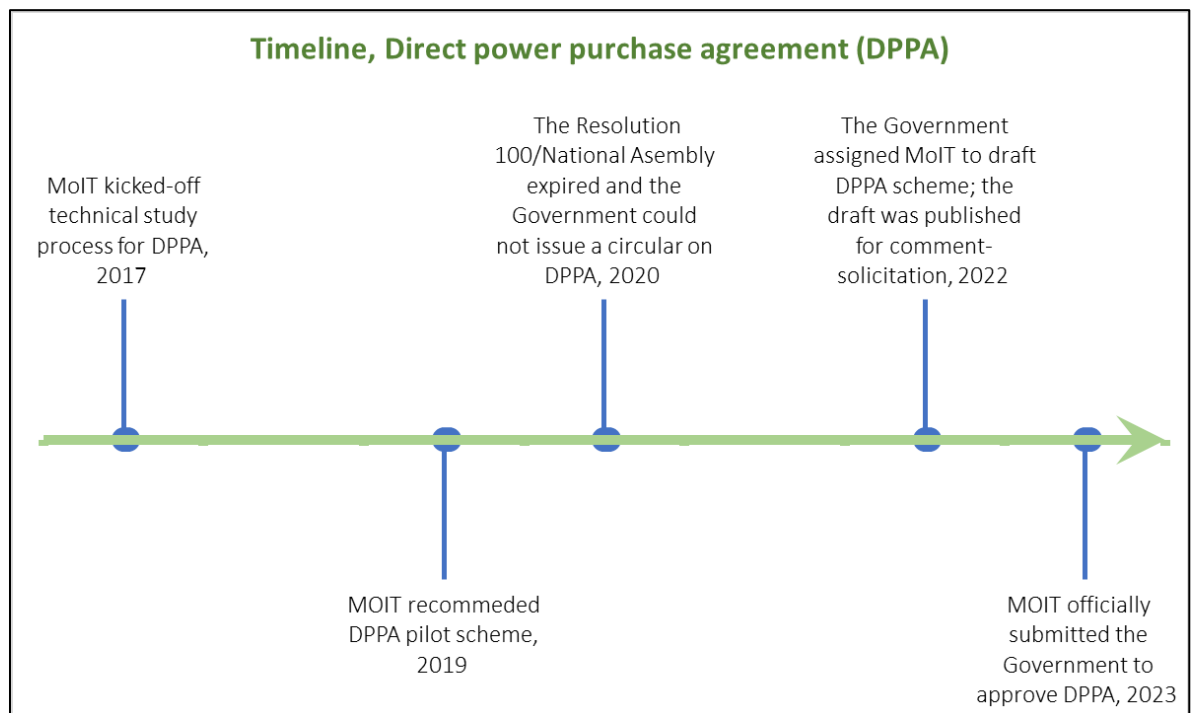 Timeline, Direct power purchase agreement (DPPA)
MoIT kicked-off
technical study
process for DPPA,
2017
The Resolution
100/National Asembly
expired and the
Government could
not issue a circular on
DPPA, 2020
The Government
assigned MoIT to draft
DPPA scheme; the
draft was published
for comment-
solicitation, 2022
MOIT recommeded
DPPA pilot scheme,
2019
MOIT officially
submitted the
Government to
approve DPPA, 2023